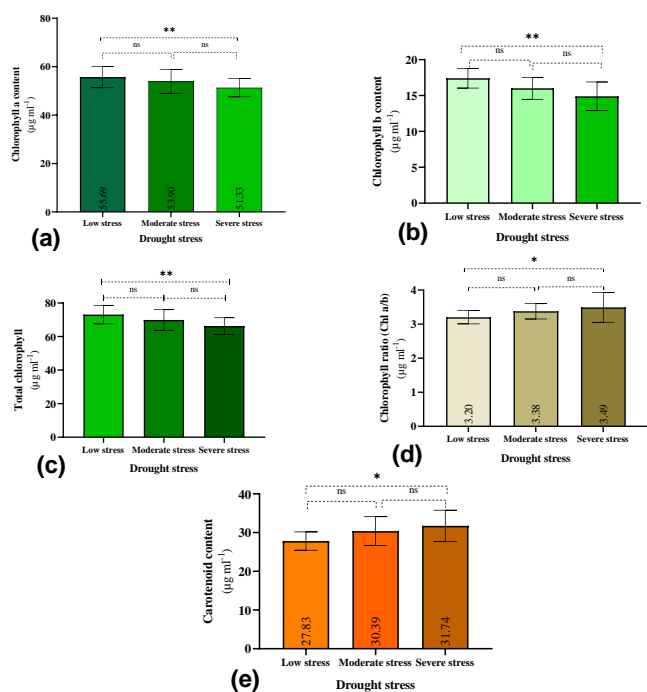 **
ns
ns
Chlorophyll a content
(µg ml-1)
80
60
40
20
0
55.69
53.90
51.33
Low stress
Moderate stress
Severe stress
Drought stress
(a)
**
ns
ns
Chlorophyll b content
(µg ml-1)
20
15
10
5
0
Low stress
Moderate stress
Severe stress
Drought stress
(b)
**
ns
ns
Total chlorophyll
(µg ml-1)
80
60
40
20
0
Low stress
Moderate stress
Severe stress
Drought stress
(c)
*
ns
ns
Chlorophyll ratio (Chl a/b)
(µg ml-1)
4
3
2
1
0
3.20
3.38
3.49
Low stress
Moderate stress
Severe stress
Drought stress
(d)
*
ns
ns
Carotenoid content
(µg ml-1)
40
30
20
10
0
27.83
30.39
31.74
Low stress
Moderate stress
Severe stress
Drought stress
(e)